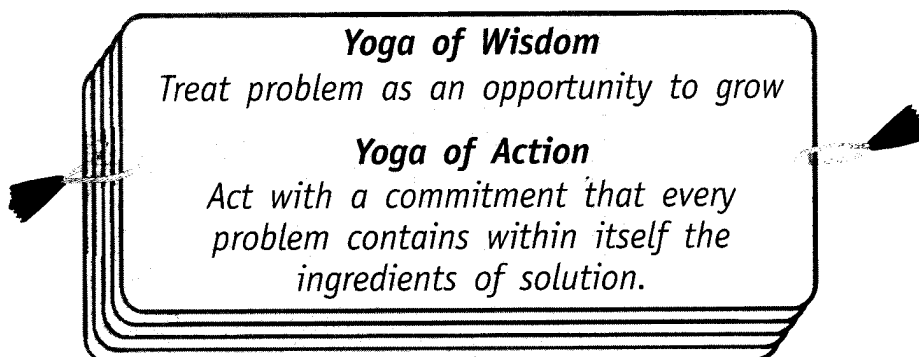 Yoga of Wisdom
Treat problem as an opportunity to grow
Yoga of Action
Act with a commitment that every
problem contains within itself the
ingredients of solution.